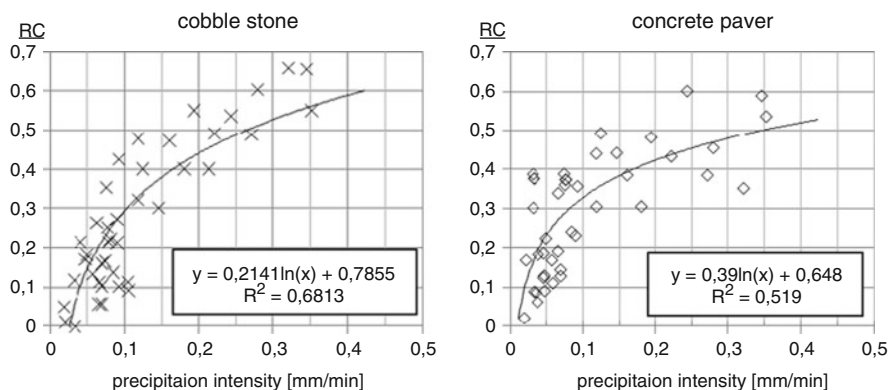 cobble stone
RC
0,7
0,6
0,5
0,4
0,3
0,2
0,1
0
0 0,1 0,2 0,3 0,4 0,5
y = 0,2141ln(x) + 0,7855
R² = 0,6813
precipitaion intensity [mm/min]
concrete paver
RC
0,7
0,6
0,5
0,4
0,3
0,2
0,1
0
0 0,1 0,2 0,3 0,4 0,5
y = 0,39ln(x) + 0,648
R² = 0,519
precipitaion intensity [mm/min]